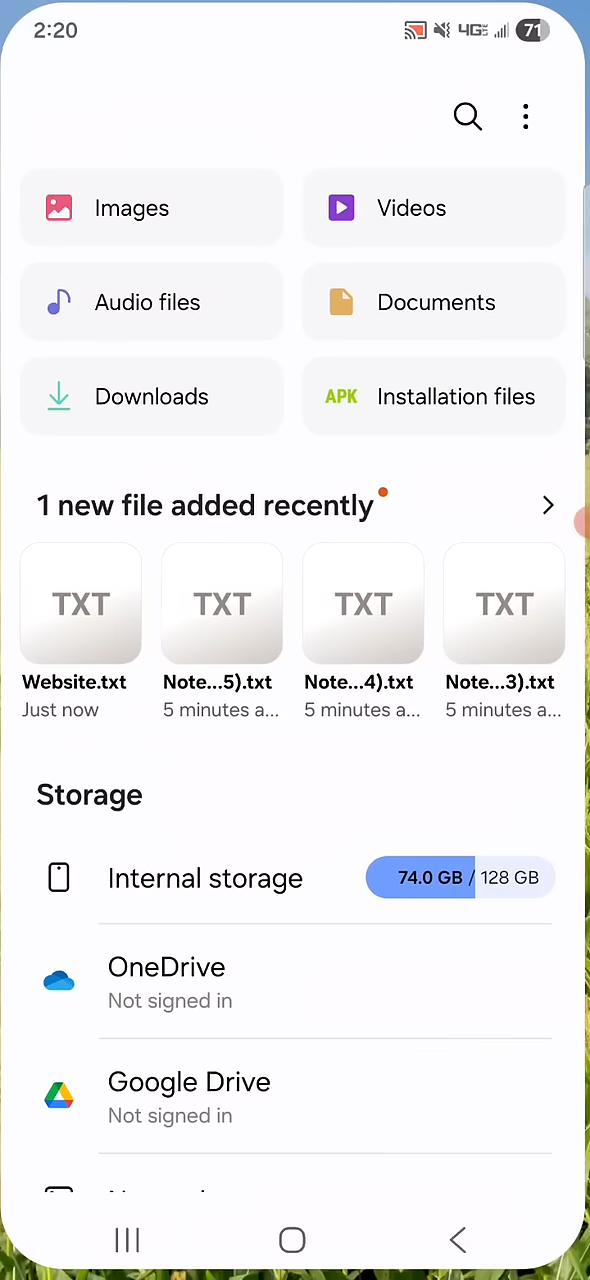 2:20
4G
71
Images
Videos
Audio files
Documents
Downloads
APK Installation files
1 new file added recently
TXT
TXT
TXT
TXT
Website.txt
Note...5).txt
Note...4).txt
Note...3).txt
Just now
5 minutes a...
5 minutes a...
5 minutes a...
Storage
Internal storage
74.0 GB / 128 GB
OneDrive
Not signed in
Google Drive
Not signed in